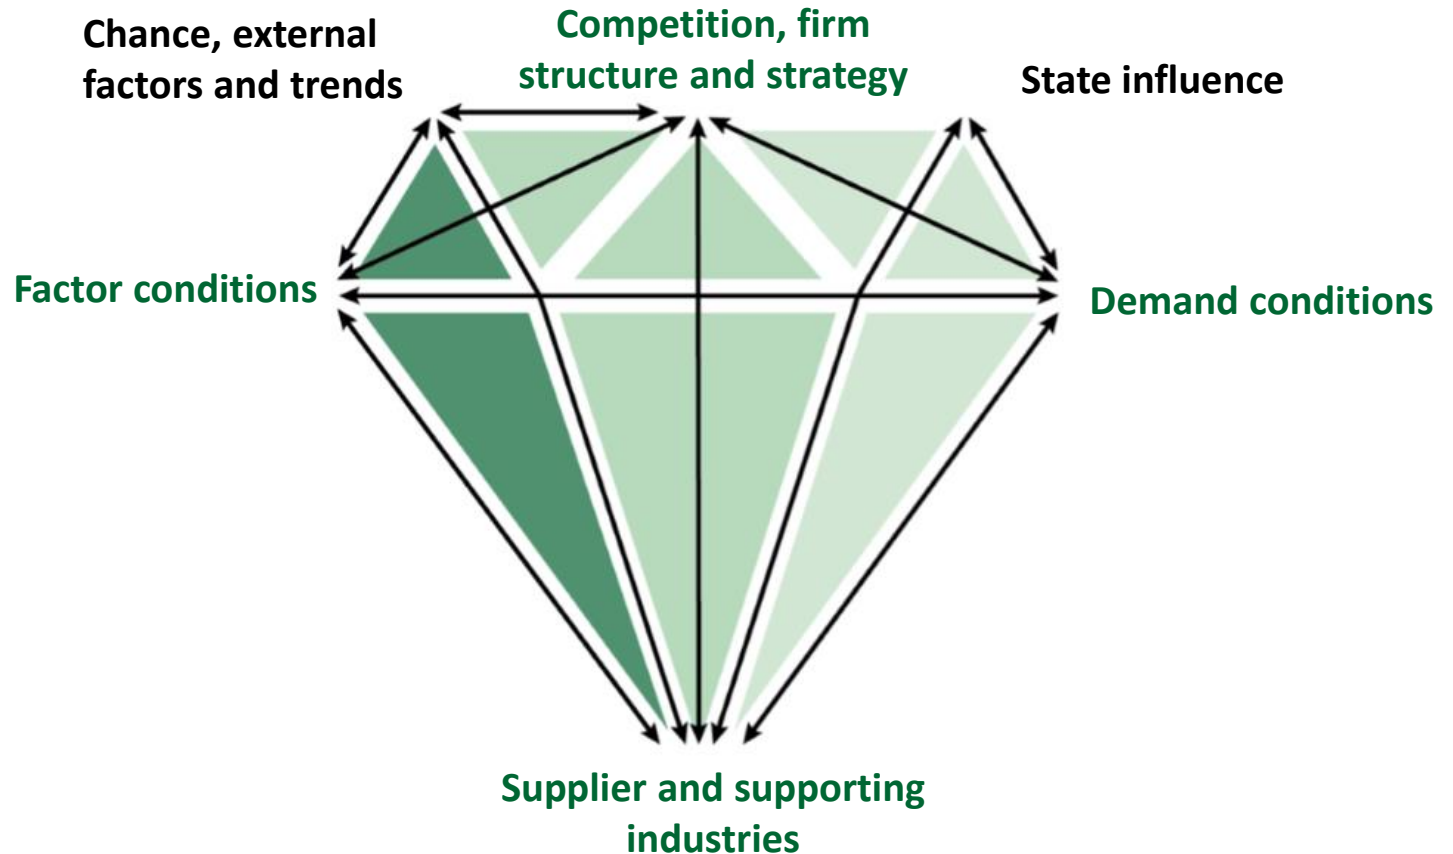 Chance, external
factors and trends
Competition, firm
structure and strategy
State influence
Factor conditions
Demand conditions
Supplier and supporting
industries